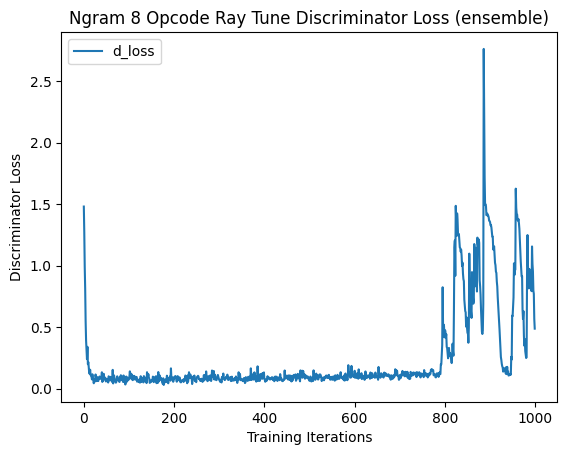 Ngram 8 Opcode Ray Tune Discriminator Loss (ensemble)
d_loss
Discriminator Loss
2.5
2.0
1.5
1.0
0.5
0.0
0 200 400 600 800 1000
Training Iterations